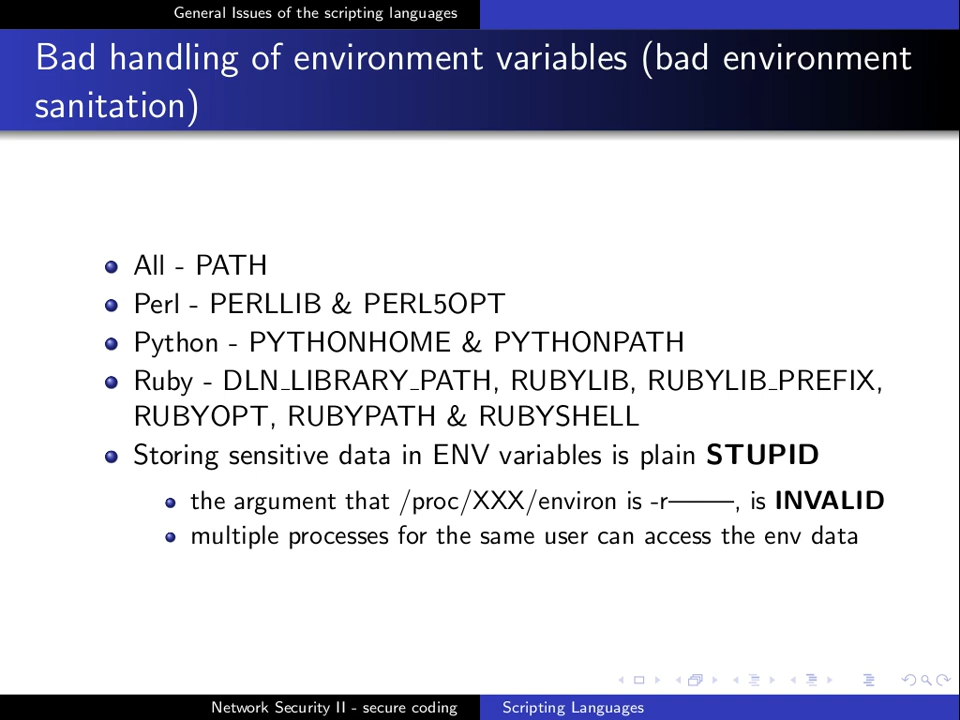 General Issues of the scripting languages
Bad handling of environment variables (bad environment
sanitation)
All - PATH
Perl - PERLLIB & PERL5OPT
Python - PYTHONHOME & PYTHONPATH
Ruby - DLN_LIBRARY_PATH, RUBYLIB, RUBYLIB_PREFIX,
RUBYOPT, RUBYPATH & RUBYSHELL
Storing sensitive data in ENV variables is plain STUPID
the argument that /proc/XXX/environ is -r———, is INVALID
multiple processes for the same user can access the env data
Network Security II - secure coding
Scripting Languages